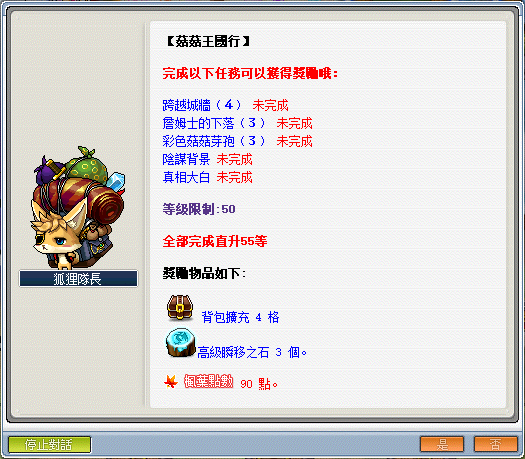 【菇菇王國行】
完成以下任務可以獲得獎勵哦:
跨越城牆(4) 未完成
詹姆士的下落(3) 未完成
彩色菇菇芽孢(3) 未完成
陰謀背景 未完成
真相大白 未完成
等級限制:50
全部完成直升55等
獎勵物品如下:
背包擴充 4 格
高級瞬移之石 3 個。
楓葉點數 90 點。
狐狸隊長
停止對話
是
否